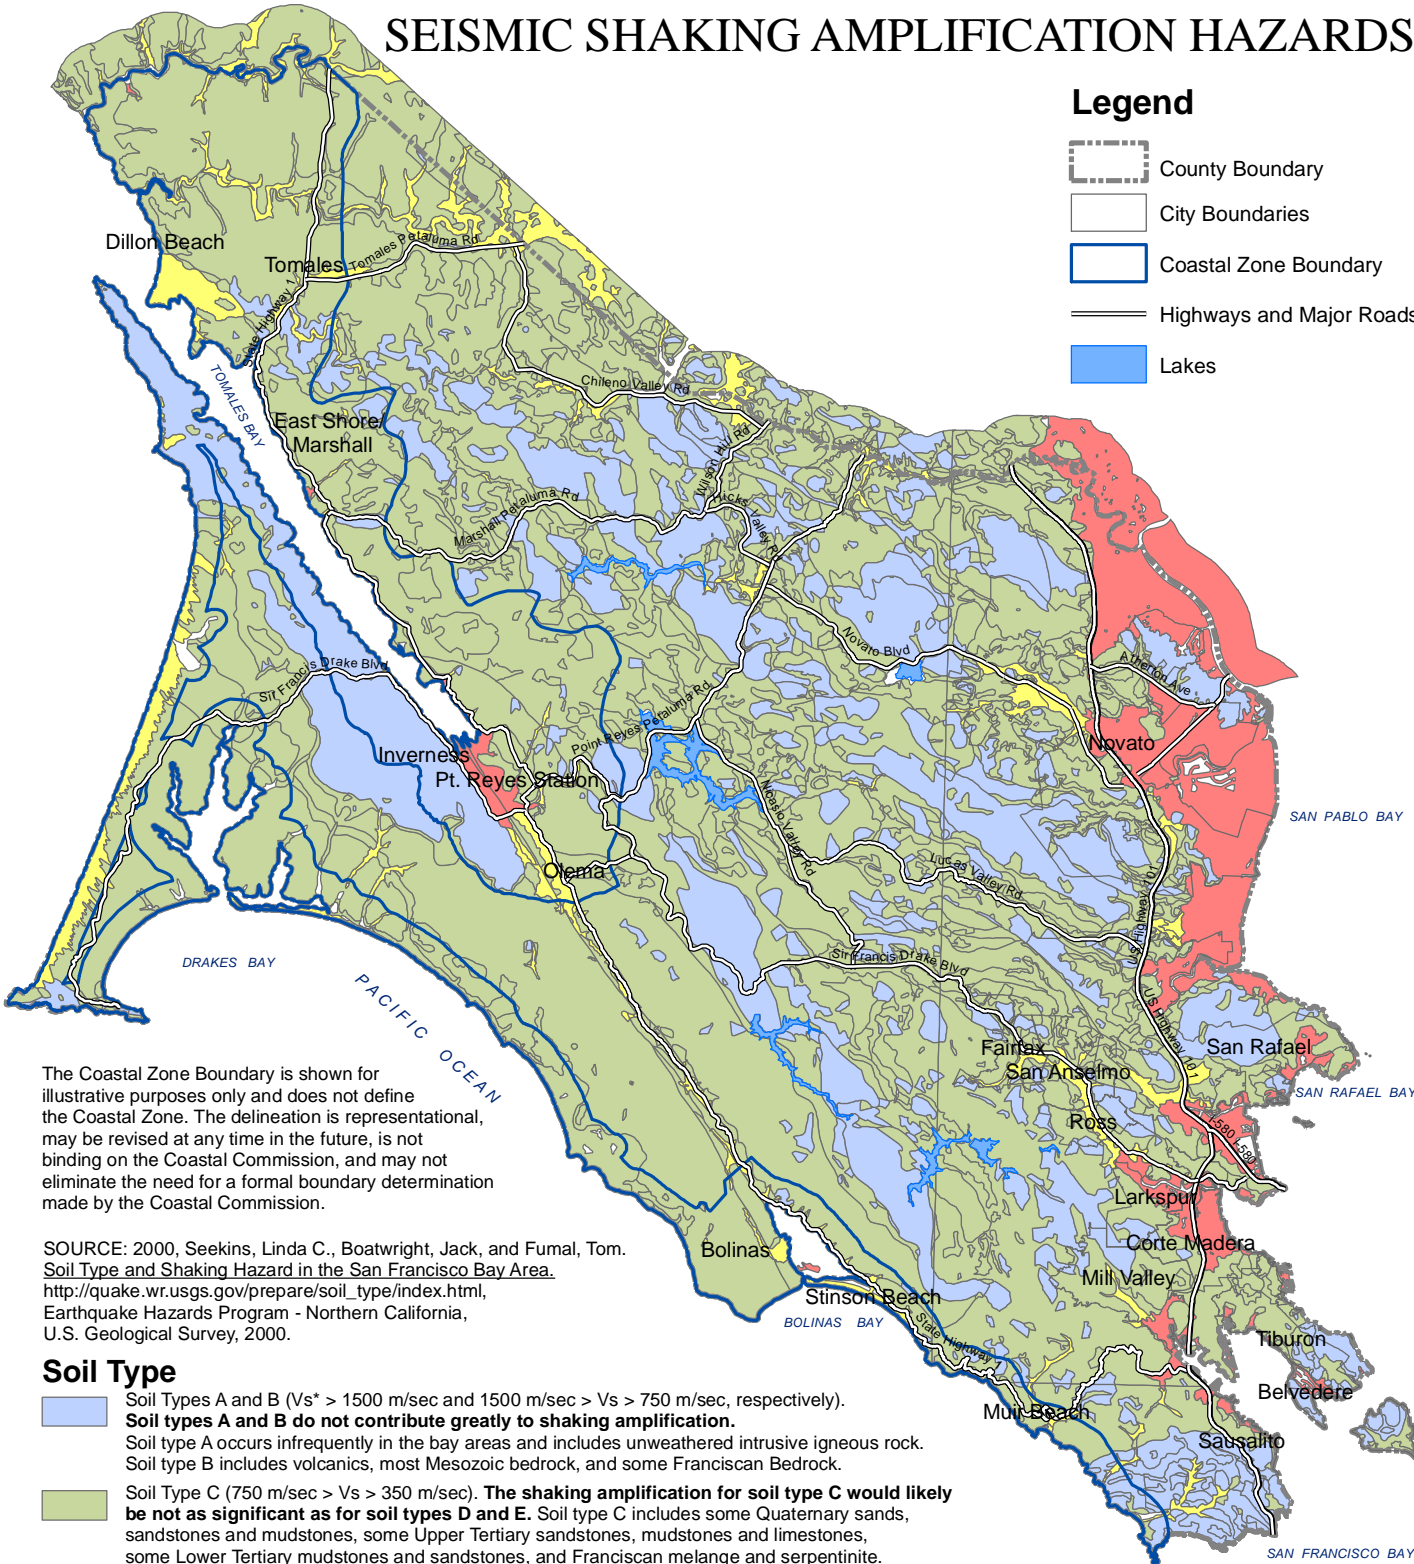 SEISMIC SHAKING AMPLIFICATION HAZARDS
Legend
County Boundary
City Boundaries
Coastal Zone Boundary
Highways and Major Roads
Lakes
Dillon Beach
Tomales
Tomales Petaluma Rd
State Highway 1
TOMALES BAY
East Shore/
Marshall
Chileno Valley Rd
Wilson Hill Rd
Hicks Valley Rd
Marshall Petaluma Rd
Novato Blvd
Atherton Ave
Sir Francis Drake Blvd
Point Reyes Petaluma Rd
Novato
Inverness
Pt. Reyes Station
Nicasio Valley Rd
SAN PABLO BAY
Olema
Lucas Valley Rd
US Highway 101
DRAKES BAY
Sir Francis Drake Blvd
PACIFIC OCEAN
US Highway 101
Fairfax
San Rafael
San Anselmo
SAN RAFAEL BAY
Ross
I-580 I-580
Larkspur
Corte Madera
Bolinas
Mill Valley
Stinson Beach
BOLINAS BAY
State Highway 1
Tiburon
Belvedere
Muir Beach
Sausalito
SAN FRANCISCO BAY
The Coastal Zone Boundary is shown for
illustrative purposes only and does not define
the Coastal Zone. The delineation is representational,
may be revised at any time in the future, is not
binding on the Coastal Commission, and may not
eliminate the need for a formal boundary determination
made by the Coastal Commission.
SOURCE: 2000, Seekins, Linda C., Boatwright, Jack, and Fumal, Tom.
Soil Type and Shaking Hazard in the San Francisco Bay Area.
http://quake.wr.usgs.gov/prepare/soil_type/index.html,
Earthquake Hazards Program - Northern California,
U.S. Geological Survey, 2000.
Soil Type
Soil Types A and B (Vs* > 1500 m/sec and 1500 m/sec > Vs > 750 m/sec, respectively).
Soil types A and B do not contribute greatly to shaking amplification.
Soil type A occurs infrequently in the bay areas and includes unweathered intrusive igneous rock.
Soil type B includes volcanics, most Mesozoic bedrock, and some Franciscan Bedrock.
Soil Type C (750 m/sec > Vs > 350 m/sec). The shaking amplification for soil type C would likely
be not as significant as for soil types D and E. Soil type C includes some Quaternary sands,
sandstones and mudstones, some Upper Tertiary sandstones, mudstones and limestones,
some Lower Tertiary mudstones and sandstones, and Franciscan melange and serpentinite.